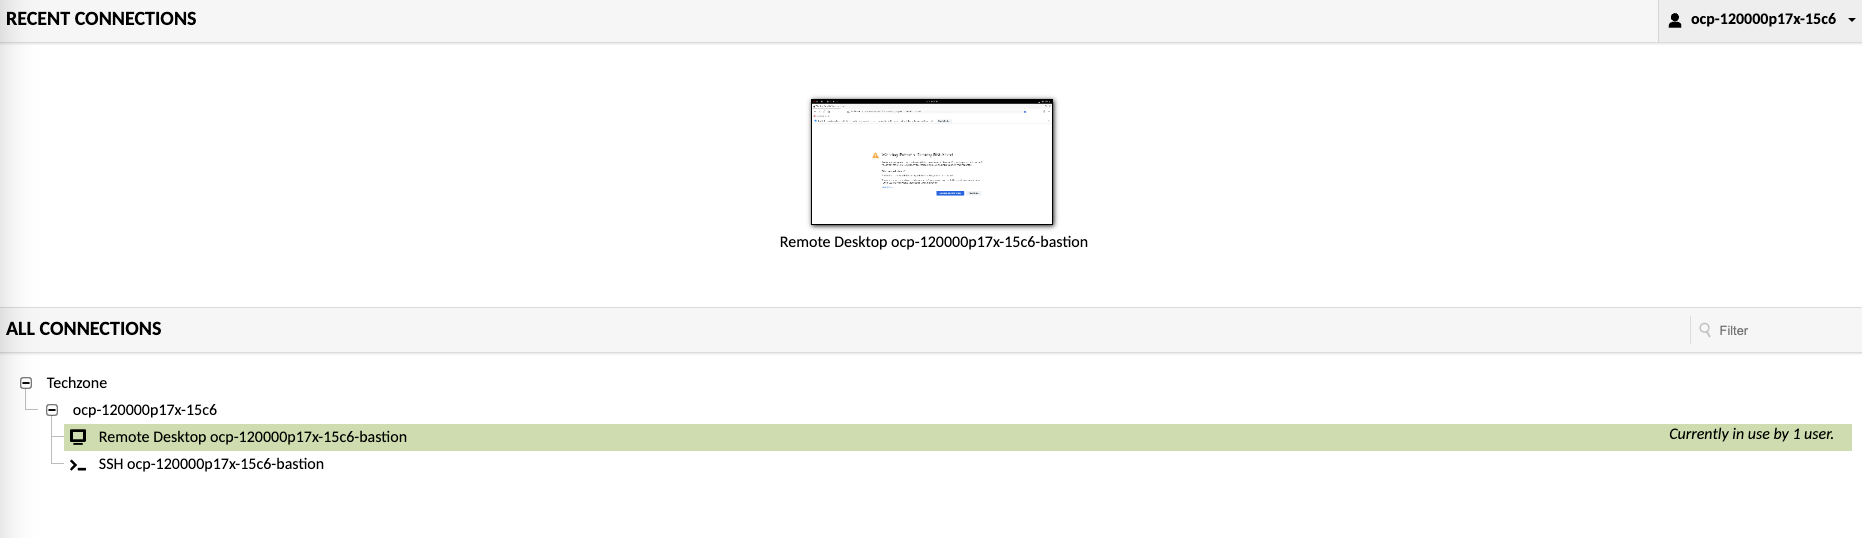 RECENT CONNECTIONS
ocp-120000p17x-15c6
Remote Desktop ocp-120000p17x-15c6-bastion
ALL CONNECTIONS
Filter
Techzone
ocp-120000p17x-15c6
Remote Desktop ocp-120000p17x-15c6-bastion
Currently in use by 1 user.
SSH ocp-120000p17x-15c6-bastion